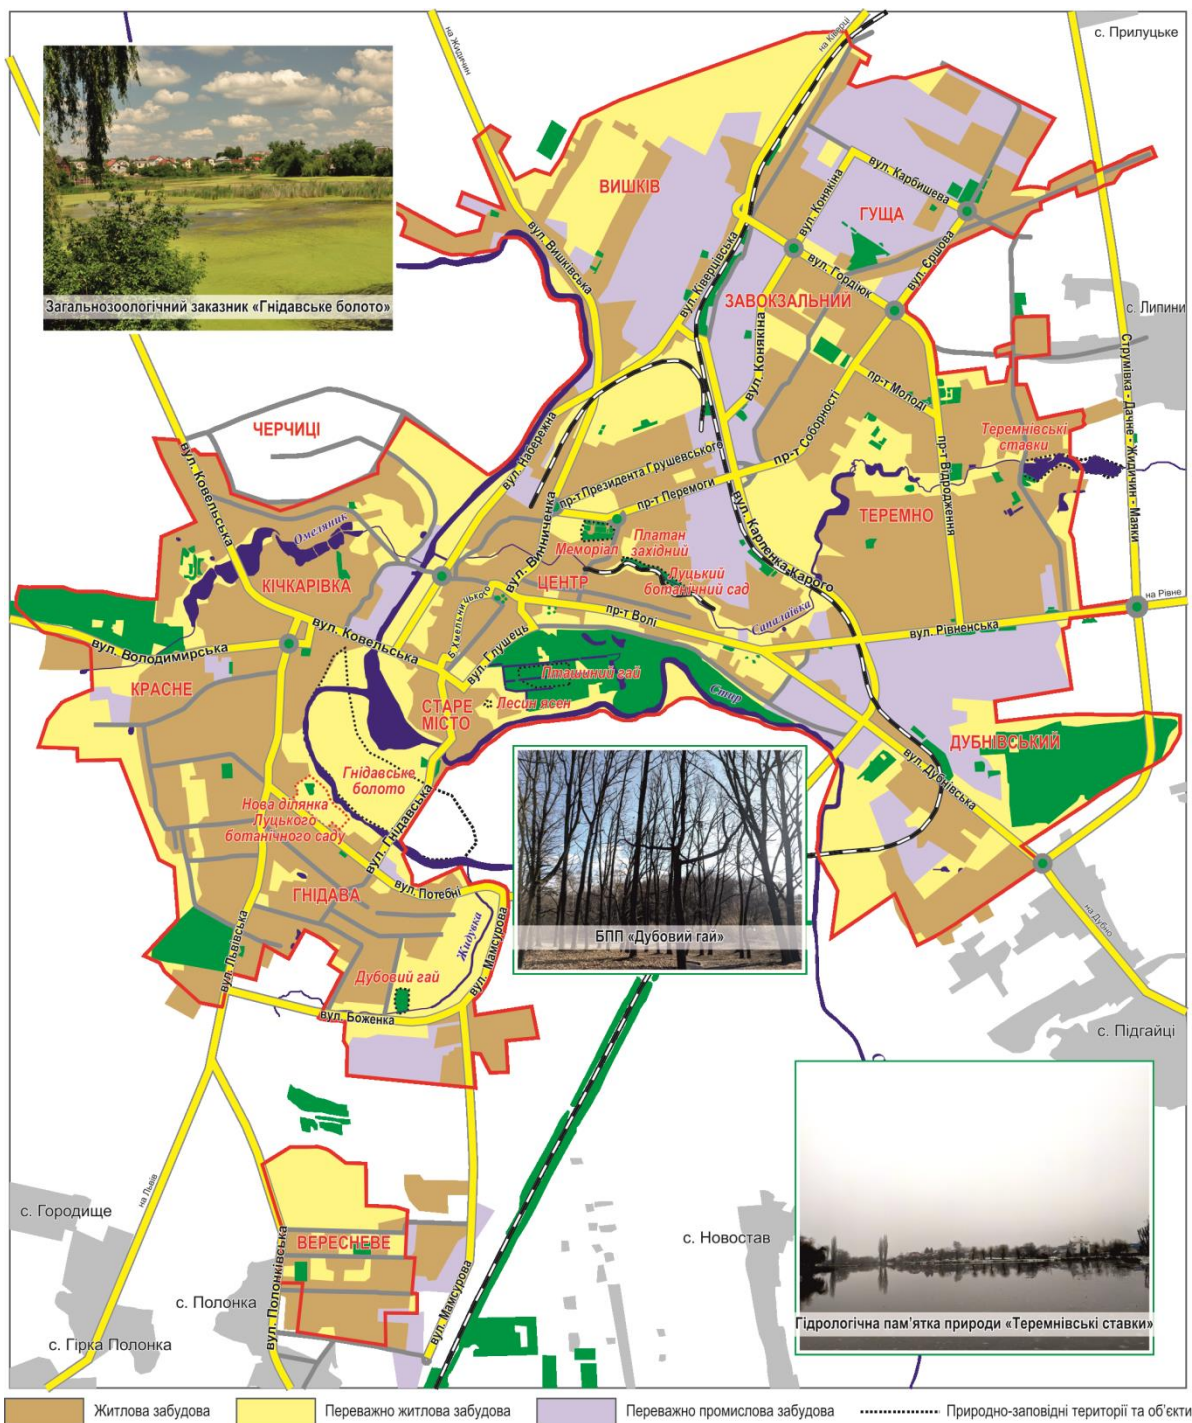 на Жидичин
на Ківерці
с. Прилуцьке
вул. Карбишева
ВИШКІВ
вул. Конякіна
ГУЩА
вул. Єршова
вул. Вишківська
вул. Ківерцівська
вул. Гордіюк
Загальнозоологічний заказник «Гнідавське болото»
ЗАВОКЗАЛЬНИЙ
с. Липини
вул. Конякіна
Струмівка - Дачне - Жидичин - Маяки
пр-т Молоді
ЧЕРЧИЦІ
вул. Ковельська
вул. Набережна
пр-т Соборності
пр-т Президента Грушевського
пр-т Відродження
Теремнівські
ставки
пр-т Перемоги
ТЕРЕМНО
Омеляник
вул. Винниченка
Меморіал
Платан
західний
вул. Карпенка-Карого
КІЧКАРІВКА
ЦЕНТР
Луцький
ботанічний сад
на Рівне
Б.Хмельницького
пр-т Волі
Сапалаївка
вул. Рівненська
вул. Ковельська
вул. Глушець
вул. Володимирська
КРАСНЕ
Пташиний гай
Стир
СТАРЕ
МІСТО
Лесин ясен
ДУБНІВСЬКИЙ
вул. Дубнівська
Гнідавське
болото
Нова ділянка
Луцького
ботанічного саду
вул. Гнідавська
ГНІДАВА
вул. Потебні
Жидувка
вул. Мамсурова
БПП «Дубовий гай»
на Дубно
вул. Львівська
Дубовий гай
вул. Боженка
с. Підгайці
на Львів
с. Городище
ВЕРЕСНЕВЕ
с. Новостав
вул. Полонківська
вул. Мамсурова
с. Полонка
с. Гірка Полонка
Гідрологічна пам'ятка природи «Теремнівські ставки»
Житлова забудова
Переважно житлова забудова
Переважно промислова забудова
Природно-заповідні території та об'єкти